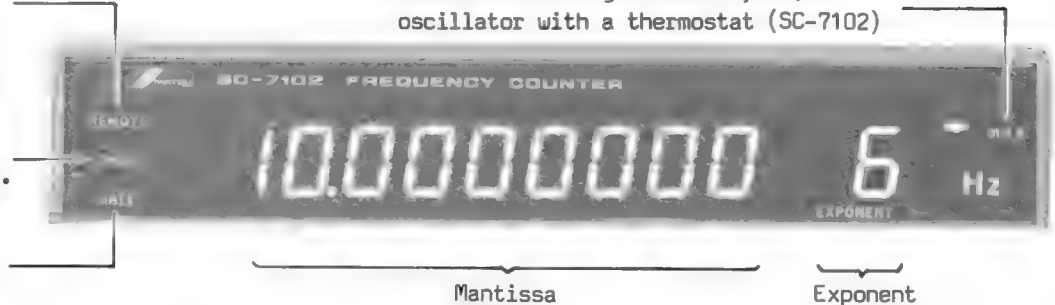 oscillator with a thermostat (SC-7102)
SC-7102 FREQUENCY COUNTER
REMOTE
10.0000000 6
Hz
GATE
EXPONENT
Mantissa Exponent